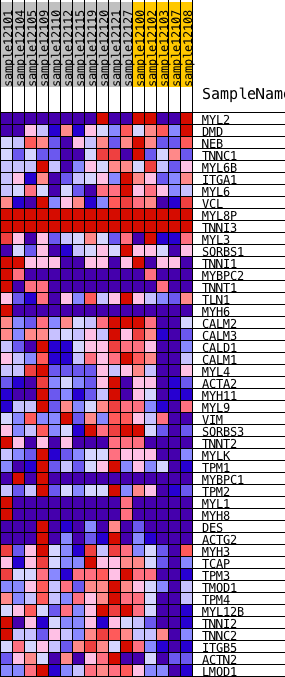 sample12101
sample12104
sample12105
sample12109
sample12110
sample12112
sample12115
sample12119
sample12120
sample12121
sample12122
sample12100
sample12102
sample12103
sample12107
sample12108
SampleName
MYL2
DMD
NEB
TNNC1
MYL6B
ITGA1
MYL6
VCL
MYL8P
TNNI3
MYL3
SORBS1
TNNI1
MYBPC2
TNNT1
TLN1
MYH6
CALM2
CALM3
CALD1
CALM1
MYL4
ACTA2
MYH11
MYL9
VIM
SORBS3
TNNT2
MYLK
TPM1
MYBPC1
TPM2
MYL1
MYH8
DES
ACTG2
MYH3
TCAP
TPM3
TMOD1
TPM4
MYL12B
TNNI2
TNNC2
ITGB5
ACTN2
LMOD1